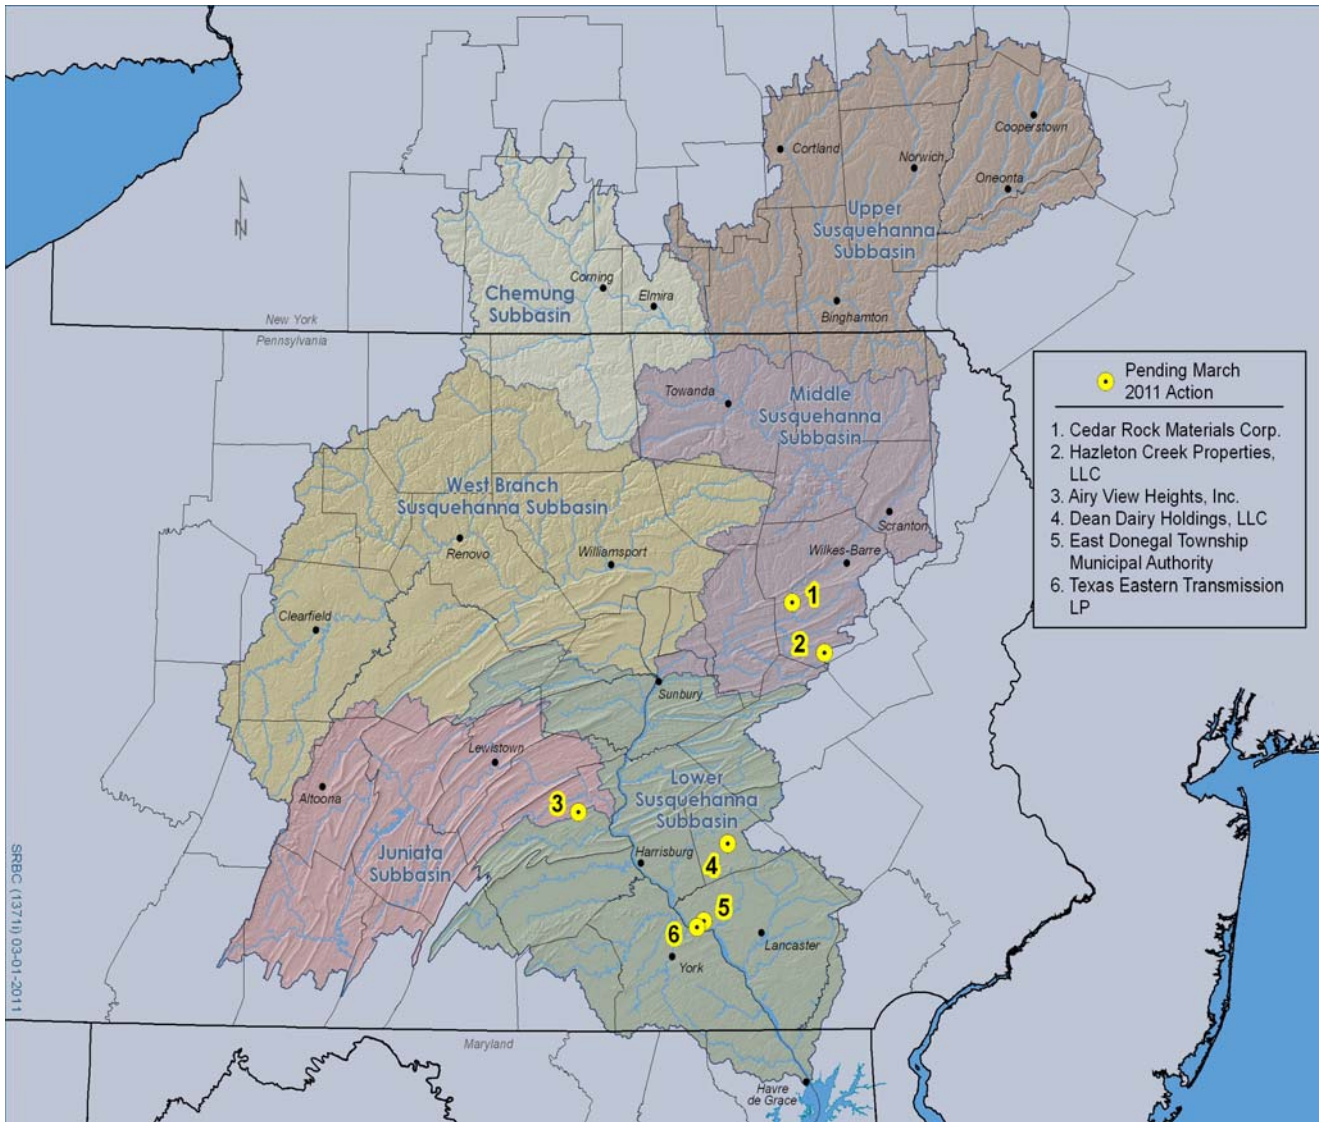 Cooperstown
Cortland
Norwich
Oneonta
Upper
Susquehanna
Subbasin
N
Corning
Chemung
Subbasin
Elmira
Binghamton
New York
Pennsylvania
Pending March
2011 Action
1. Cedar Rock Materials Corp.
2. Hazleton Creek Properties,
LLC
3. Airy View Heights, Inc.
4. Dean Dairy Holdings, LLC
5. East Donegal Township
Municipal Authority
6. Texas Eastern Transmission
LP
Towanda
Middle
Susquehanna
Subbasin
West Branch
Susquehanna Subbasin
Scranton
Renovo
Williamsport
Wilkes-Barre
1
Clearfield
2
Sunbury
Lewistown
Altoona
3
Lower
Susquehanna
Subbasin
Juniata
Subbasin
Harrisburg
4
5
6
Lancaster
York
Maryland
Havre
de Grace
SRBC (1371i) 03-01-2011